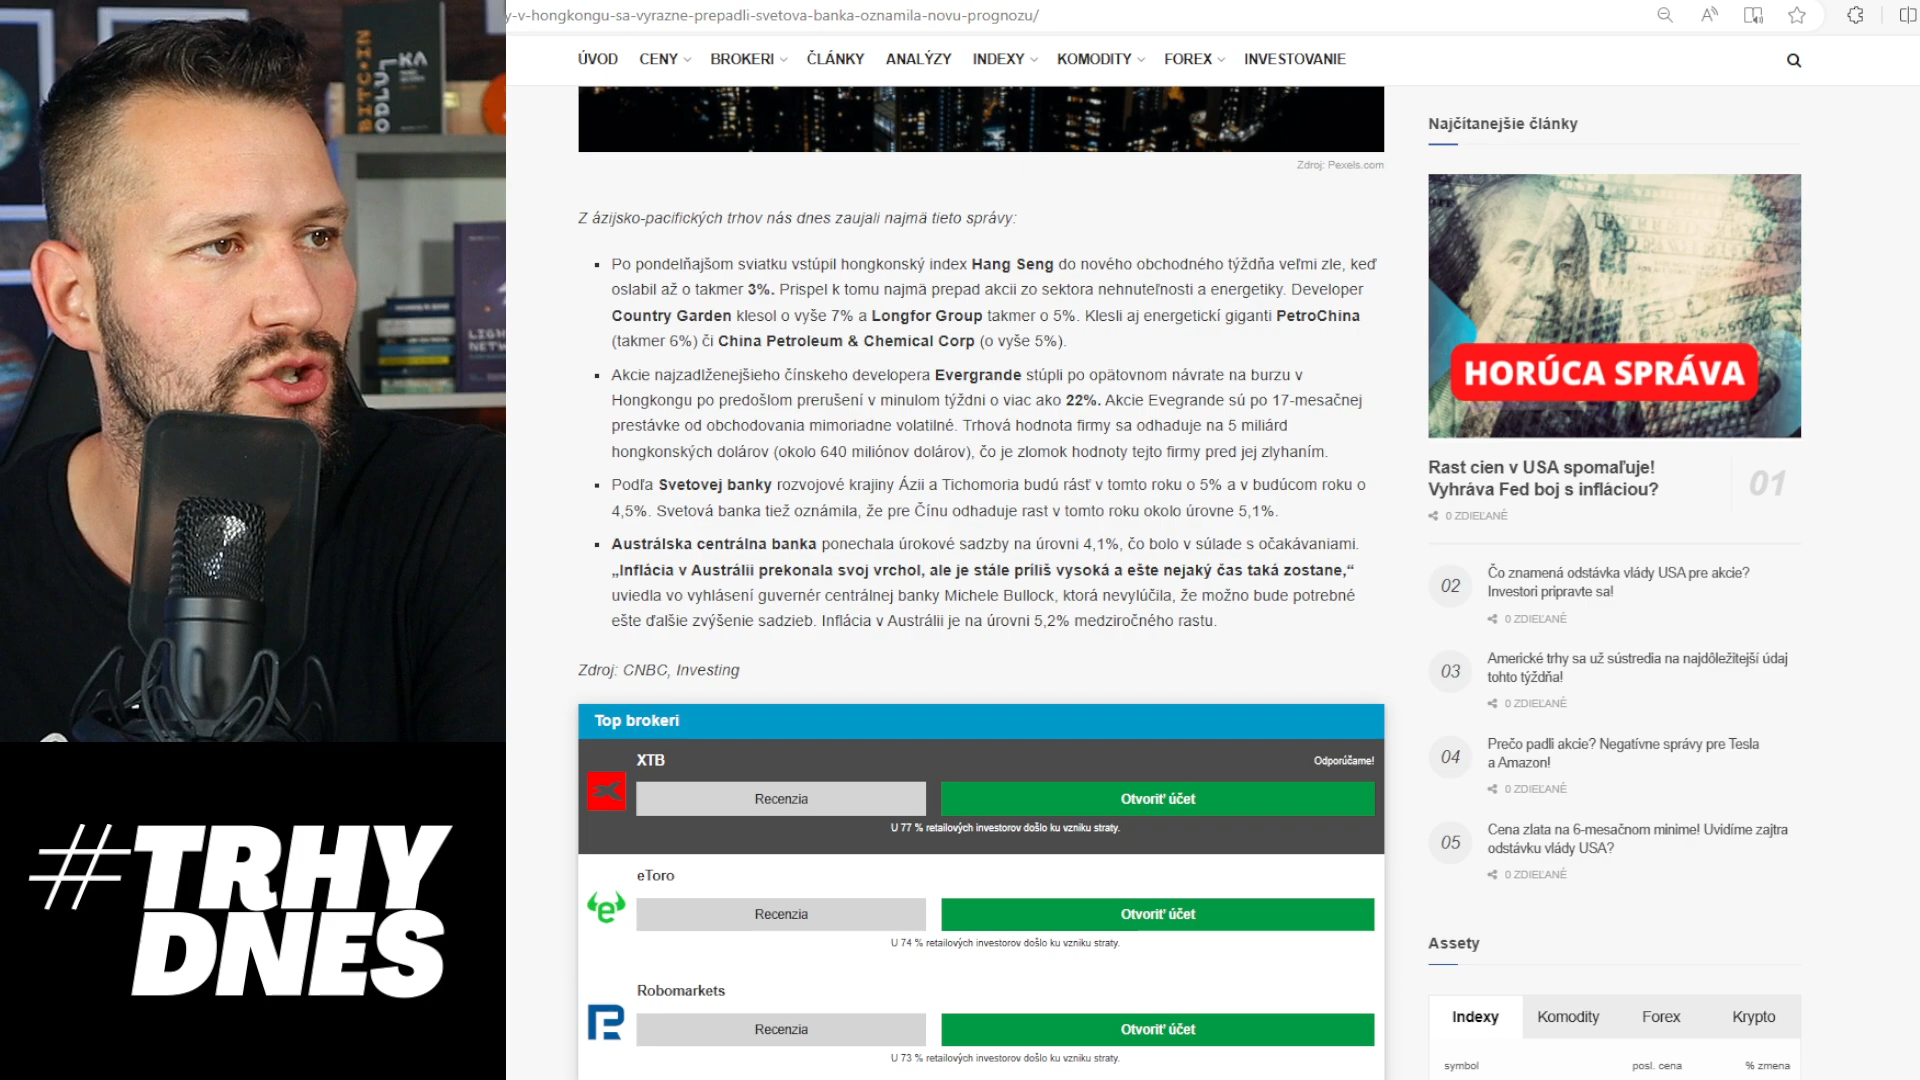 y-v-hongkongu-sa-vyrazne-prepadli-svetova-banka-oznamila-novu-prognozu/
ÚVOD CENY BROKERI ČLÁNKY ANALÝZY INDEXY KOMODITY FOREX INVESTOVANIE
Zdroj: Pexels.com
Z ázijsko-pacifických trhov nás dnes zaujali najmä tieto správy:
Po pondelňajšom sviatku vstúpil hongkonský index Hang Seng do nového obchodného týždňa veľmi zle, keď
oslabil až o takmer 3%. Prispel k tomu najmä prepad akcii zo sektora nehnuteľnosti a energetiky. Developer
Country Garden klesol o vyše 7% a Longfor Group takmer o 5%. Klesli aj energetickí giganti PetroChina
(takmer 6%) či China Petroleum & Chemical Corp (o vyše 5%).
Akcie najzadlženejšieho čínskeho developera Evergrande stúpli po opätovnom návrate na burzu v
Hongkongu po predošlom prerušení v minulom týždni o viac ako 22%. Akcie Evegrande sú po 17-mesačnej
prestávke od obchodovania mimoriadne volatilné. Trhová hodnota firmy sa odhaduje na 5 miliárd
hongkonských dolárov (okolo 640 miliónov dolárov), čo je zlomok hodnoty tejto firmy pred jej zlyhaním.
Podľa Svetovej banky rozvojové krajiny Ázii a Tichomoria budú rásť v tomto roku o 5% a v budúcom roku o
4,5%. Svetová banka tiež oznámila, že pre Čínu odhaduje rast v tomto roku okolo úrovne 5,1%.
Austrálska centrálna banka ponechala úrokové sadzby na úrovni 4,1%, čo bolo v súlade s očakávaniami.
„Inflácia v Austrálii prekonala svoj vrchol, ale je stále príliš vysoká a ešte nejaký čas taká zostane,“
uviedla vo vyhlásení guvernér centrálnej banky Michele Bullock, ktorá nevylúčila, že možno bude potrebné
ešte ďalšie zvýšenie sadzieb. Inflácia v Austrálii je na úrovni 5,2% medziročného rastu.
Zdroj: CNBC, Investing
Top brokeri
XTB
Odporúčame!
Recenzia Otvoriť účet
U 77 % retailových investorov došlo ku vzniku straty.
eToro
Recenzia Otvoriť účet
U 74 % retailových investorov došlo ku vzniku straty.
Robomarkets
Recenzia Otvoriť účet
U 73 % retailových investorov došlo ku vzniku straty.
Najčítanejšie články
HORÚCA SPRÁVA
Rast cien v USA spomaľuje!
Vyhráva Fed boj s infláciou?
01
0 ZDIEĽANÉ
02
Čo znamená odstávka vlády USA pre akcie?
Investori pripravte sa!
0 ZDIEĽANÉ
03
Americké trhy sa už sústredia na najdôležitejší údaj
tohto týždňa!
0 ZDIEĽANÉ
04
Prečo padli akcie? Negatívne správy pre Tesla
a Amazon!
0 ZDIEĽANÉ
05
Cena zlata na 6-mesačnom minime! Uvidíme zajtra
odstávku vlády USA?
0 ZDIEĽANÉ
Assety
Indexy Komodity Forex Krypto
symbol posl. cena % zmena
#TRHY
DNES